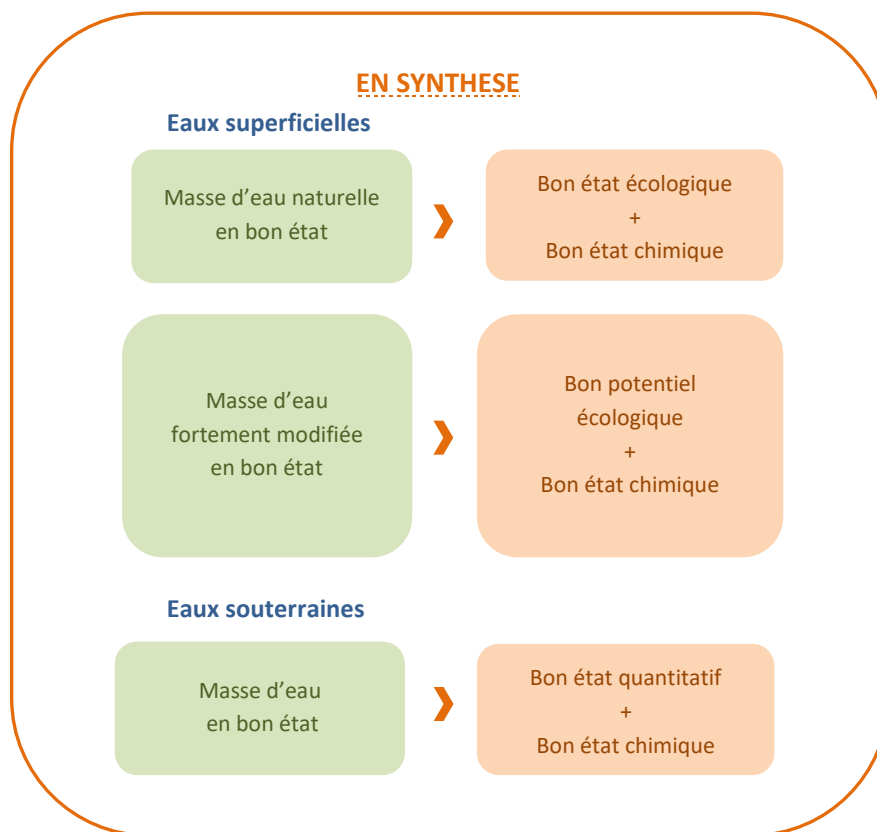 EN SYNTHESE
Eaux superficielles
Masse d'eau naturelle
en bon état
Bon état écologique
+
Bon état chimique
Masse d'eau
fortement modifiée
en bon état
Bon potentiel
écologique
+
Bon état chimique
Eaux souterraines
Masse d'eau
en bon état
Bon état quantitatif
+
Bon état chimique